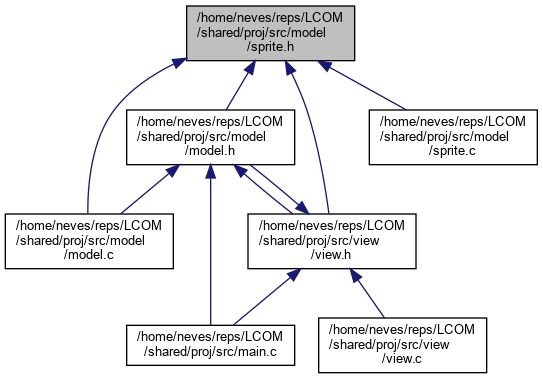 /home/neves/reps/LCOM
/shared/proj/src/model
/sprite.h
/home/neves/reps/LCOM
/shared/proj/src/model
/model.h
/home/neves/reps/LCOM
/shared/proj/src/model
/sprite.c
/home/neves/reps/LCOM
/shared/proj/src/model
/model.c
/home/neves/reps/LCOM
/shared/proj/src/view
/view.h
/home/neves/reps/LCOM
/shared/proj/src/main.c
/home/neves/reps/LCOM
/shared/proj/src/view
/view.c